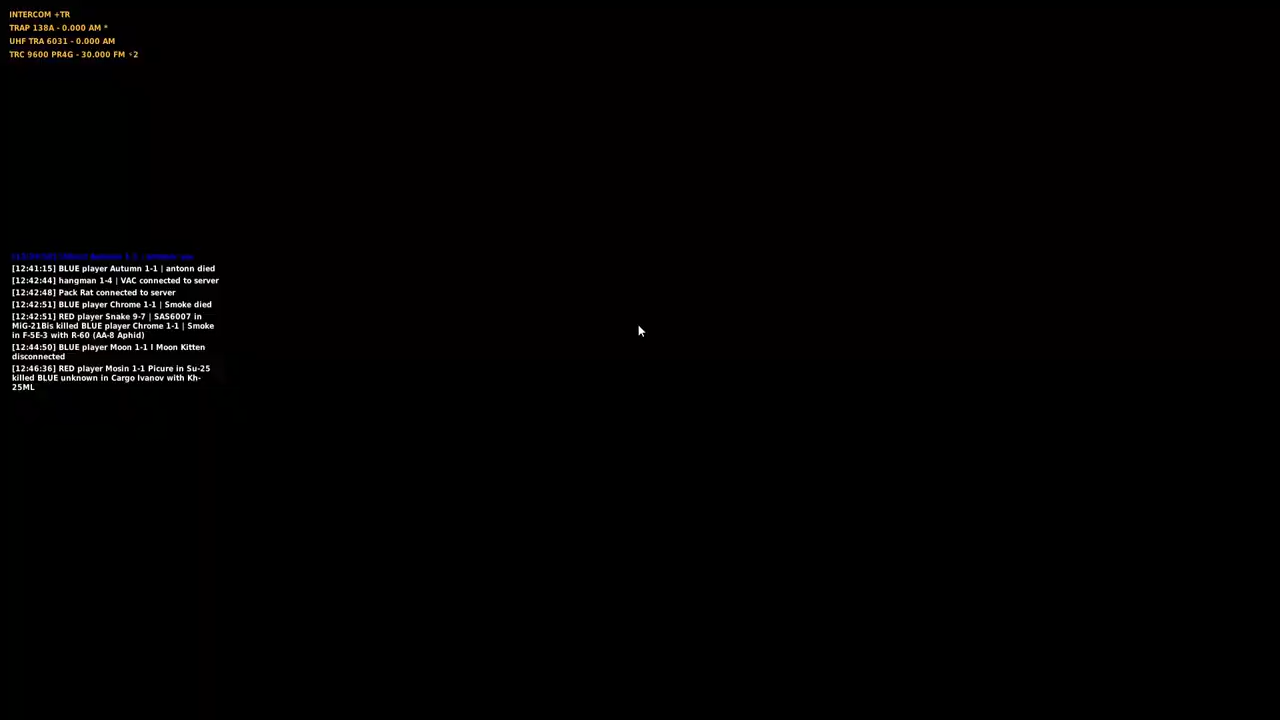 INTERCOM +TR
TRAP 138A - 0.000 AM *
UHF TRA 6031 - 0.000 AM
TRC 9600 PR4G - 30.000 FM 2
[12:41:15] BLUE player Autumn 1-1 | antonn died
[12:42:44] hangman 1-4 | VAC connected to server
[12:42:48] Pack Rat connected to server
[12:42:51] BLUE player Chrome 1-1 | Smoke died
[12:42:51] RED player Snake 9-7 | SAS6007 in
MiG-21Bis killed BLUE player Chrome 1-1 | Smoke
in F-5E-3 with R-60 (AA-8 Aphid)
[12:44:50] BLUE player Moon 1-1 ǀ Moon Kitten
disconnected
[12:46:36] RED player Mosin 1-1 Picure in Su-25
killed BLUE unknown in Cargo Ivanov with Kh-
25ML